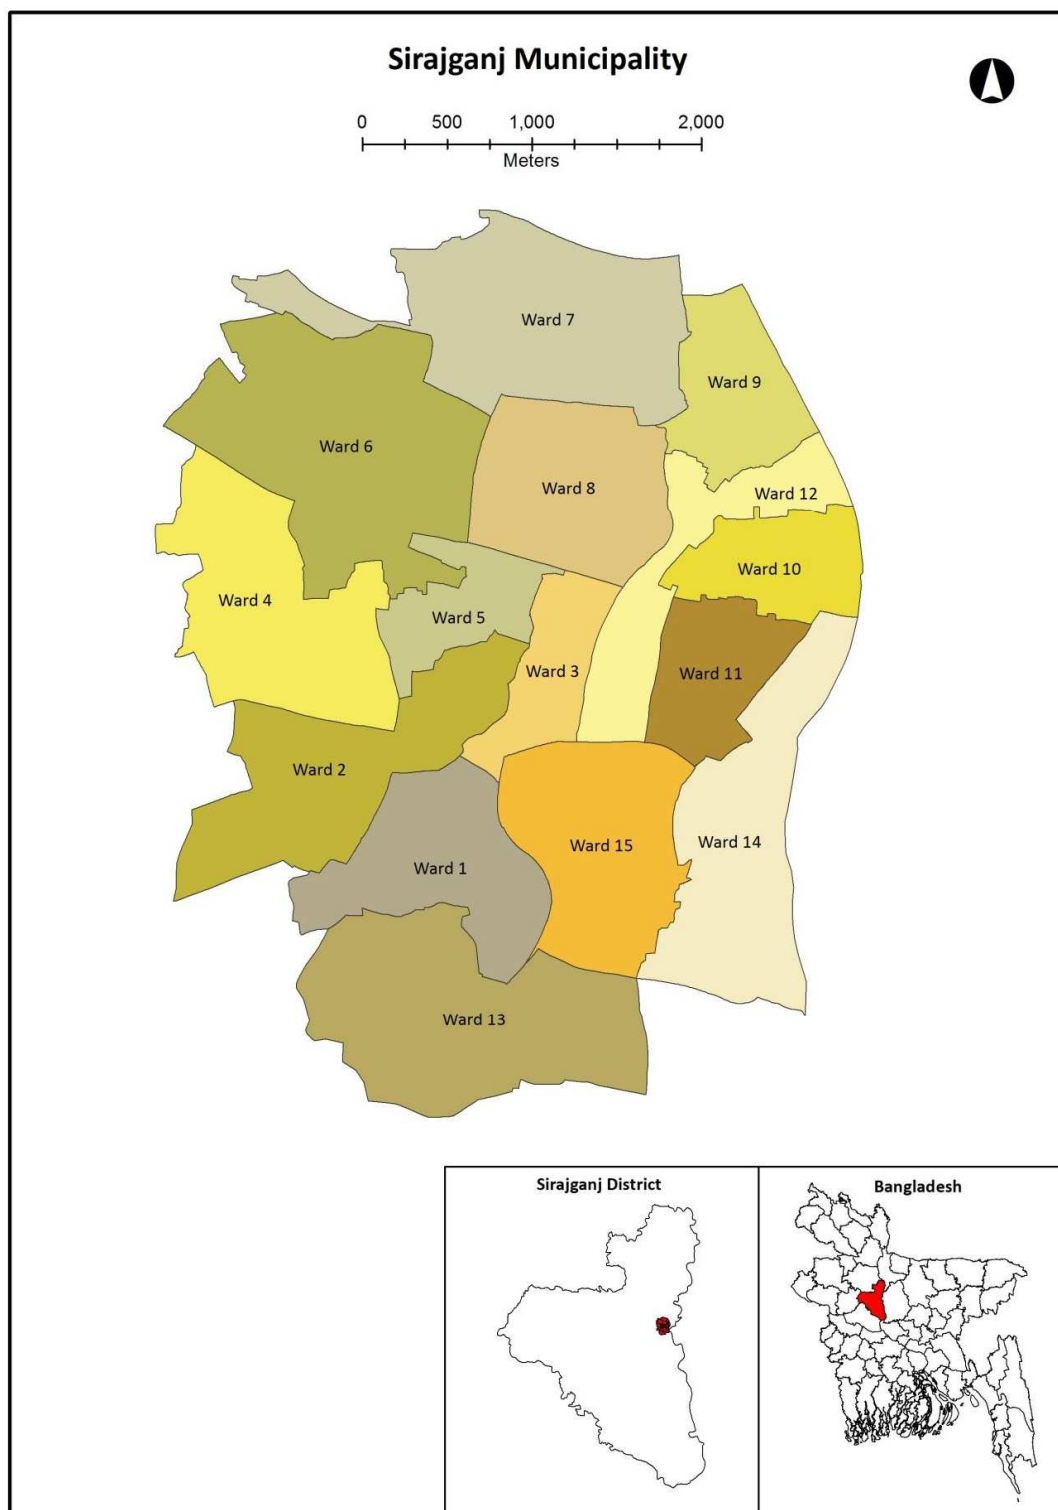 Sirajganj Municipality
0 500 1,000 2,000
Meters
Ward 7
Ward 9
Ward 6
Ward 8
Ward 12
Ward 10
Ward 4
Ward 5
Ward 3
Ward 11
Ward 2
Ward 14
Ward 15
Ward 1
Ward 13
Sirajganj District
Bangladesh